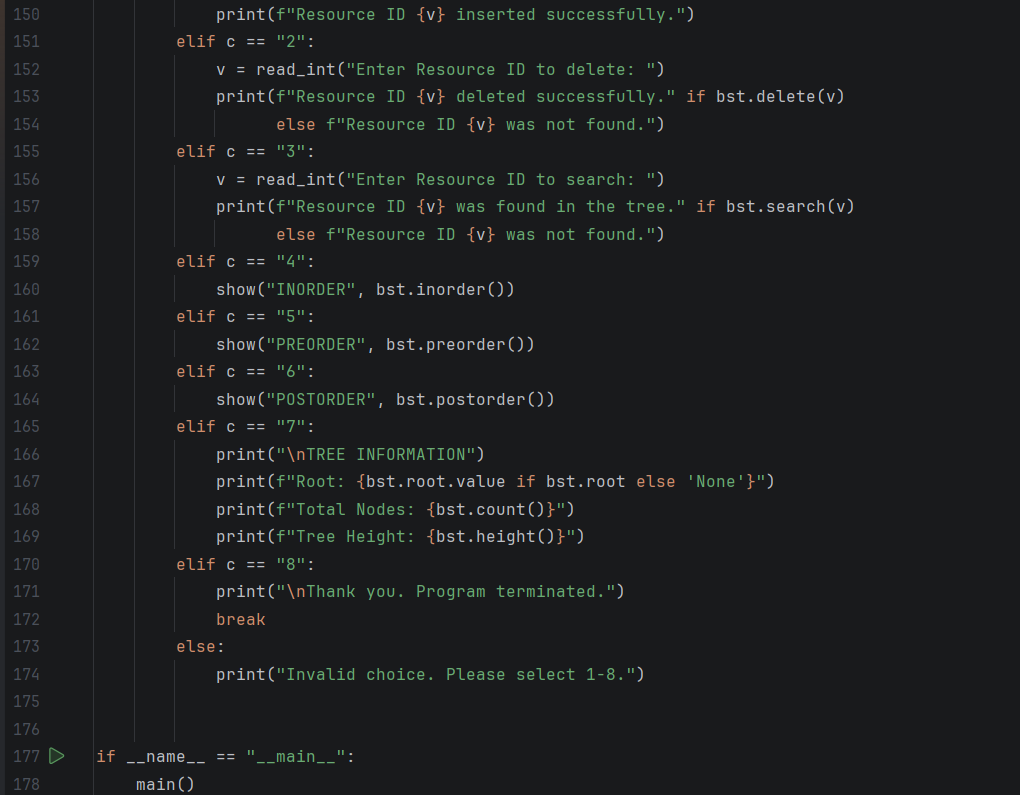 150 print(f"Resource ID {v} inserted successfully.")
151 elif c == "2":
152 v = read_int("Enter Resource ID to delete: ")
153 print(f"Resource ID {v} deleted successfully." if bst.delete(v)
154 else f"Resource ID {v} was not found.")
155 elif c == "3":
156 v = read_int("Enter Resource ID to search: ")
157 print(f"Resource ID {v} was found in the tree." if bst.search(v)
158 else f"Resource ID {v} was not found.")
159 elif c == "4":
160 show("INORDER", bst.inorder())
161 elif c == "5":
162 show("PREORDER", bst.preorder())
163 elif c == "6":
164 show("POSTORDER", bst.postorder())
165 elif c == "7":
166 print("\nTREE INFORMATION")
167 print(f"Root: {bst.root.value if bst.root else 'None'}")
168 print(f"Total Nodes: {bst.count()}")
169 print(f"Tree Height: {bst.height()}")
170 elif c == "8":
171 print("\nThank you. Program terminated.")
172 break
173 else:
174 print("Invalid choice. Please select 1-8.")
175
176
177 if __name__ == "__main__":
178 main()